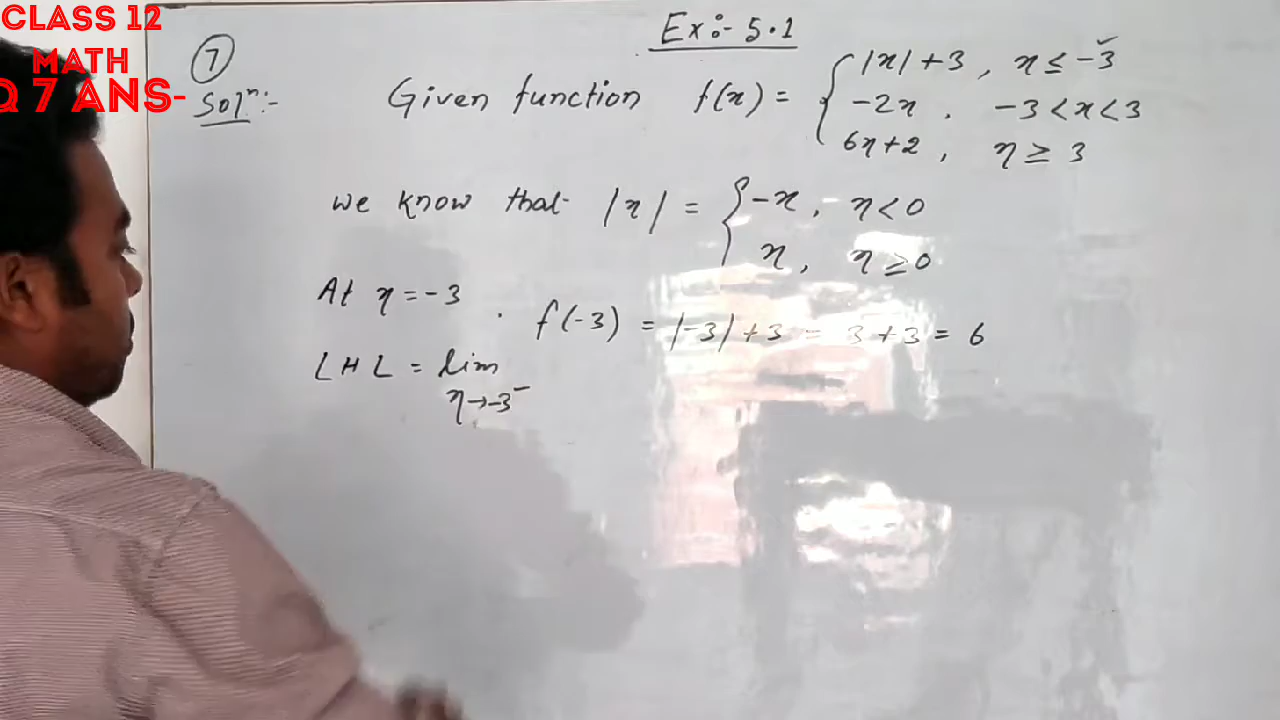 CLASS 12
MATH
Q 7 ANS-
Ex:- 5.1
7
Solⁿ:-
Given function f(x) = { |x| + 3 , x ≤ -3
-2x , -3 < x < 3
6x+2 , x ≥ 3
we know that |x| = { -x , x < 0
x , x ≥ 0
At x = -3 . f(-3) = |-3| + 3 = 3 + 3 = 6
LHL = lim
x→-3⁻